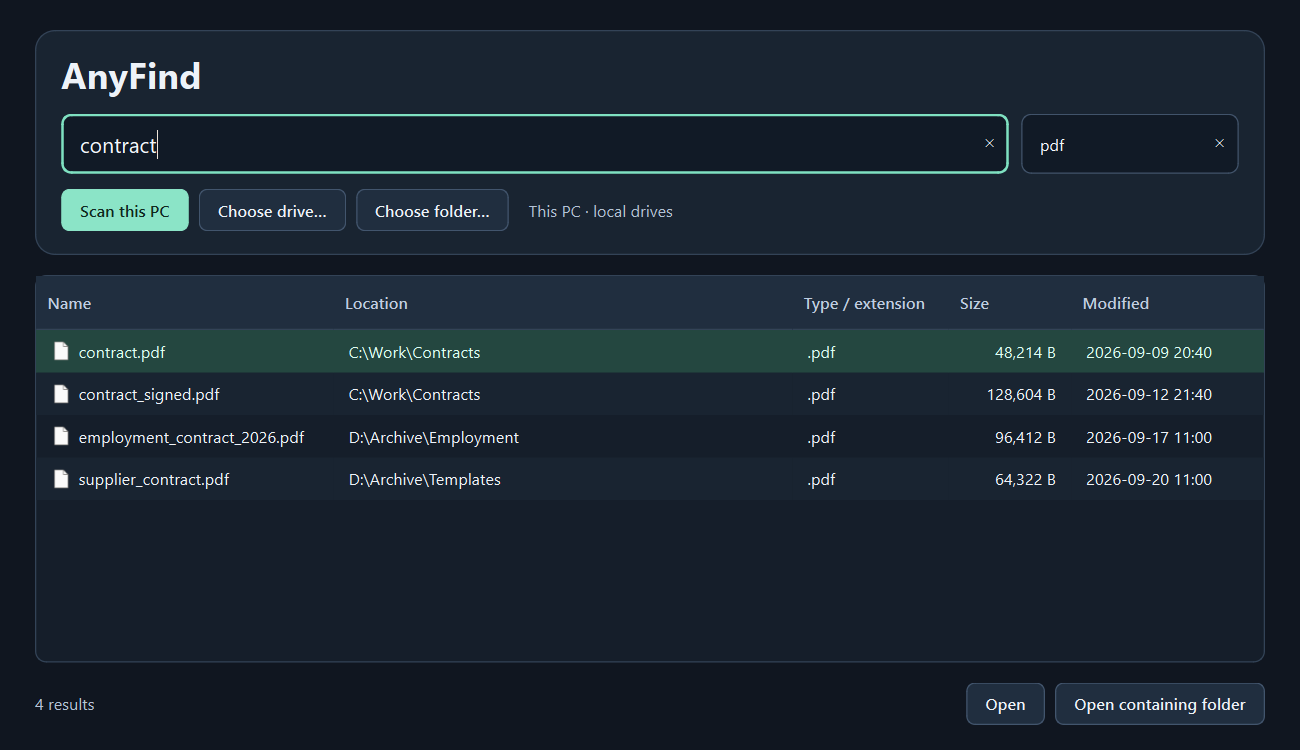 AnyFind
contract × pdf ×
Scan this PC Choose drive... Choose folder... This PC · local drives
Name Location Type / extension Size Modified
contract.pdf C:\Work\Contracts .pdf 48,214 B 2026-09-09 20:40
contract_signed.pdf C:\Work\Contracts .pdf 128,604 B 2026-09-12 21:40
employment_contract_2026.pdf D:\Archive\Employment .pdf 96,412 B 2026-09-17 11:00
supplier_contract.pdf D:\Archive\Templates .pdf 64,322 B 2026-09-20 11:00
4 results Open Open containing folder